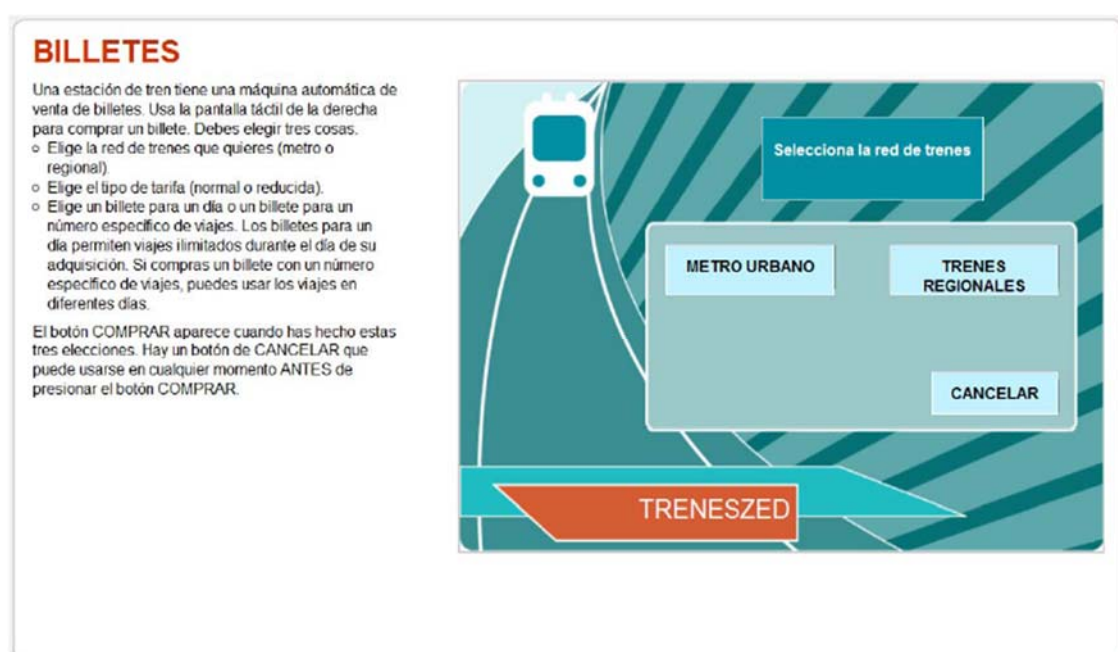 BILLETES
Una estación de tren tiene una máquina automática de
venta de billetes. Usa la pantalla táctil de la derecha
para comprar un billete. Debes elegir tres cosas.
o Elige la red de trenes que quieres (metro o
regional).
o Elige el tipo de tarifa (normal o reducida).
o Elige un billete para un día o un billete para un
número específico de viajes. Los billetes para un
día permiten viajes ilimitados durante el día de su
adquisición. Si compras un billete con un número
específico de viajes, puedes usar los viajes en
diferentes días.
El botón COMPRAR aparece cuando has hecho estas
tres elecciones. Hay un botón de CANCELAR que
puede usarse en cualquier momento ANTES de
presionar el botón COMPRAR.
Selecciona la red de trenes
METRO URBANO
TRENES
REGIONALES
CANCELAR
TRENESZED